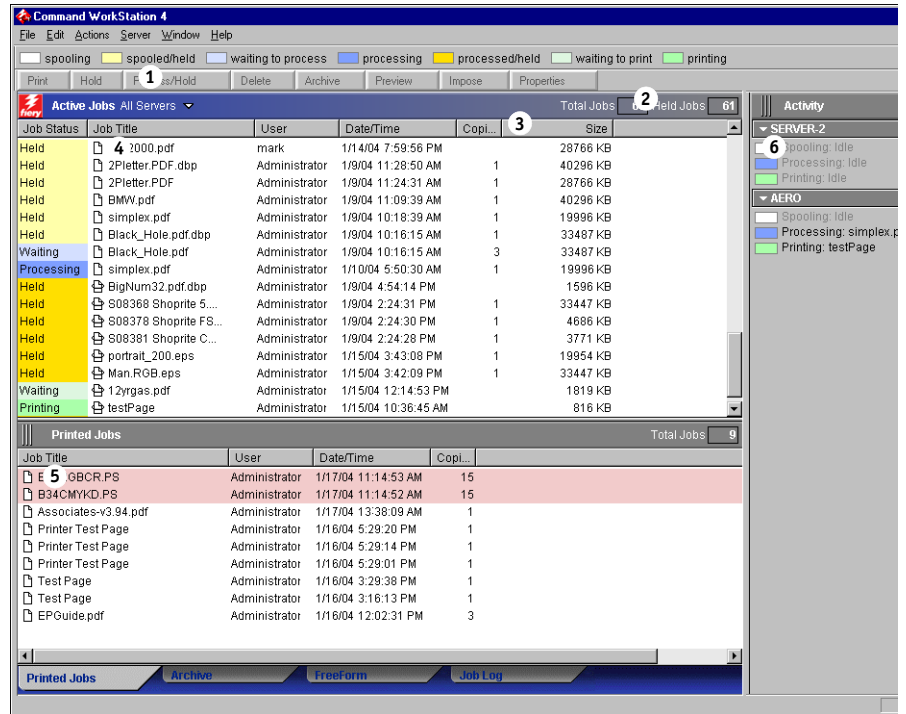 Command WorkStation 4
File Edit Actions Server Window Help
spooling spooled/held waiting to process processing processed/held waiting to print printing
Print Hold 1 /Hold Delete Archive Preview Impose Properties
fiery Active Jobs All Servers Total Jobs 2 Held Jobs 61 Activity
Job Status Job Title User Date/Time Copi... 3 Size
SERVER-2
Held 4 2000.pdf mark 1/14/04 7:59:56 PM 28766 KB
6 Spooling: Idle
Held 2Pletter.PDF.dbp Administrator 1/9/04 11:28:50 AM 1 40296 KB
Processing: Idle
Held 2Pletter.PDF Administrator 1/9/04 11:24:31 AM 1 28766 KB
Printing: Idle
Held BMW.pdf Administrator 1/9/04 11:09:39 AM 1 40296 KB
AERO
Held simplex.pdf Administrator 1/9/04 10:18:39 AM 1 19996 KB
Spooling: Idle
Held Black_Hole.pdf.dbp Administrator 1/9/04 10:16:15 AM 1 33487 KB
Processing: simplex.p
Waiting Black_Hole.pdf Administrator 1/9/04 10:16:15 AM 3 33487 KB
Printing: testPage
Processing simplex.pdf Administrator 1/10/04 5:50:30 AM 1 19996 KB
Held BigNum32.pdf.dbp Administrator 1/9/04 4:54:14 PM 1596 KB
Held S08368 Shoprite 5.... Administrator 1/9/04 2:24:31 PM 1 33447 KB
Held S08378 Shoprite FS... Administrator 1/9/04 2:24:30 PM 1 4686 KB
Held S08381 Shoprite C... Administrator 1/9/04 2:24:28 PM 1 3771 KB
Held portrait_200.eps Administrator 1/15/04 3:43:08 PM 1 19954 KB
Held Man.RGB.eps Administrator 1/15/04 3:42:09 PM 1 33447 KB
Waiting 12yrgas.pdf Administrator 1/15/04 12:14:53 PM 1819 KB
Printing testPage Administrator 1/15/04 10:36:45 AM 816 KB
Printed Jobs Total Jobs 9
Job Title User Date/Time Copi...
5 GBCR.PS Administrator 1/17/04 11:14:53 AM 15
B34CMYKD.PS Administrator 1/17/04 11:14:52 AM 15
Associates-v3.94.pdf Administrator 1/17/04 13:38:09 AM 1
Printer Test Page Administrator 1/16/04 5:29:20 PM 1
Printer Test Page Administrator 1/16/04 5:29:14 PM 1
Printer Test Page Administrator 1/16/04 5:29:01 PM 1
Test Page Administrator 1/16/04 3:29:38 PM 1
Test Page Administrator 1/16/04 3:16:13 PM 1
EPGuide.pdf Administrator 1/16/04 12:02:31 PM 3
Printed Jobs Archive FreeForm Job Log